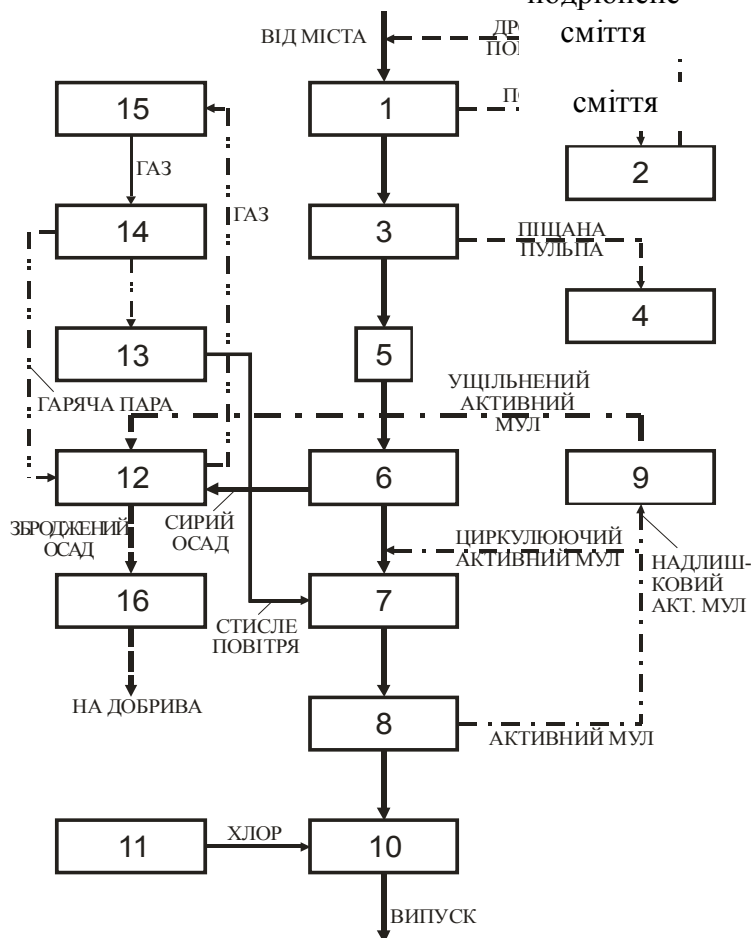 подрібнене
ВІД МІСТА
сміття
15
1
сміття
ГАЗ
2
14
ГАЗ
3
ПІЩАНА
ПУЛЬПА
4
13
5
ГАРЯЧА ПАРА
УЩІЛЬНЕНИЙ
АКТИВНИЙ
МУЛ
12
6
9
ЗБРОДЖЕНИЙ
ОСАД
СИРИЙ
ОСАД
ЦИРКУЛЮЮЧИЙ
АКТИВНИЙ МУЛ
НАДЛИШ-
КОВИЙ
АКТ. МУЛ
16
7
СТИСЛЕ
ПОВІТРЯ
НА ДОБРИВА
8
АКТИВНИЙ МУЛ
11
ХЛОР
10
ВИПУСК